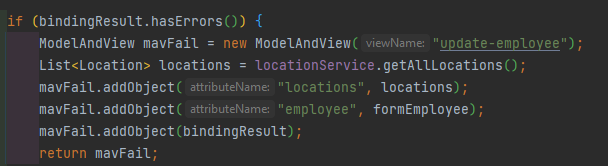 if (bindingResult.hasErrors()) {
ModelAndView mavFail = new ModelAndView( viewName: "update-employee");
List<Location> locations = locationService.getAllLocations();
mavFail.addObject( attributeName: "locations", locations);
mavFail.addObject( attributeName: "employee", formEmployee);
mavFail.addObject(bindingResult);
return mavFail;